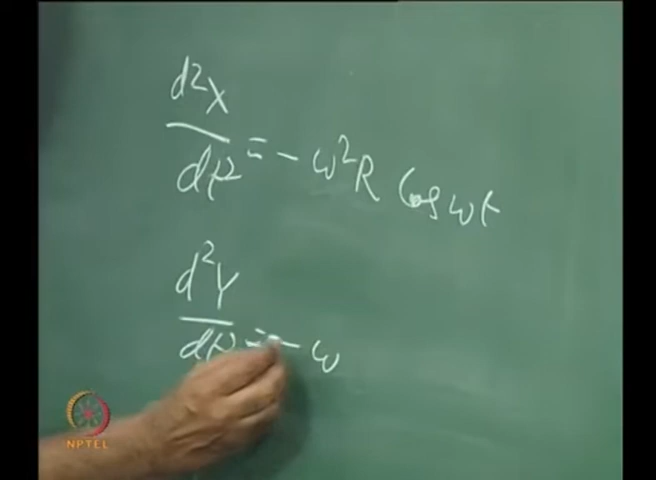 d²X/dt² = - ω²R Cos ωt
d²Y/dt² = - ω
NPTEL